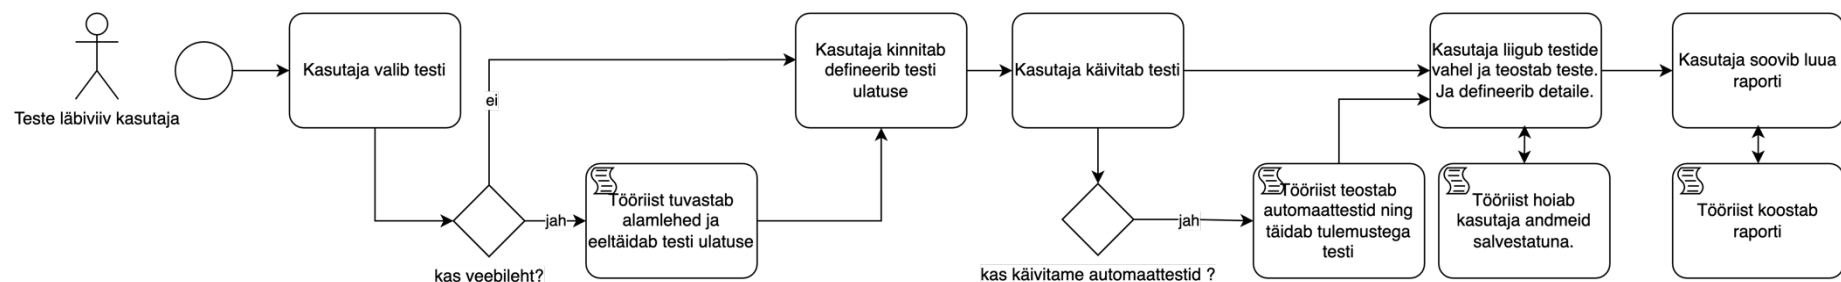 Teste läbiviiv kasutaja
Kasutaja valib testi
kas veebileht?
ei
jah
Tööriist tuvastab
alamlehed ja
eeltäidab testi ulatuse
Kasutaja kinnitab
defineerib testi
ulatuse
Kasutaja käivitab testi
kas käivitame automaattestid ?
jah
Tööriist teostab
automaattestid ning
täidab tulemustega
testi
Kasutaja liigub testide
vahel ja teostab teste.
Ja defineerib detaile.
Tööriist hoiab
kasutaja andmeid
salvestatuna.
Kasutaja soovib luua
raporti
Tööriist koostab
raporti